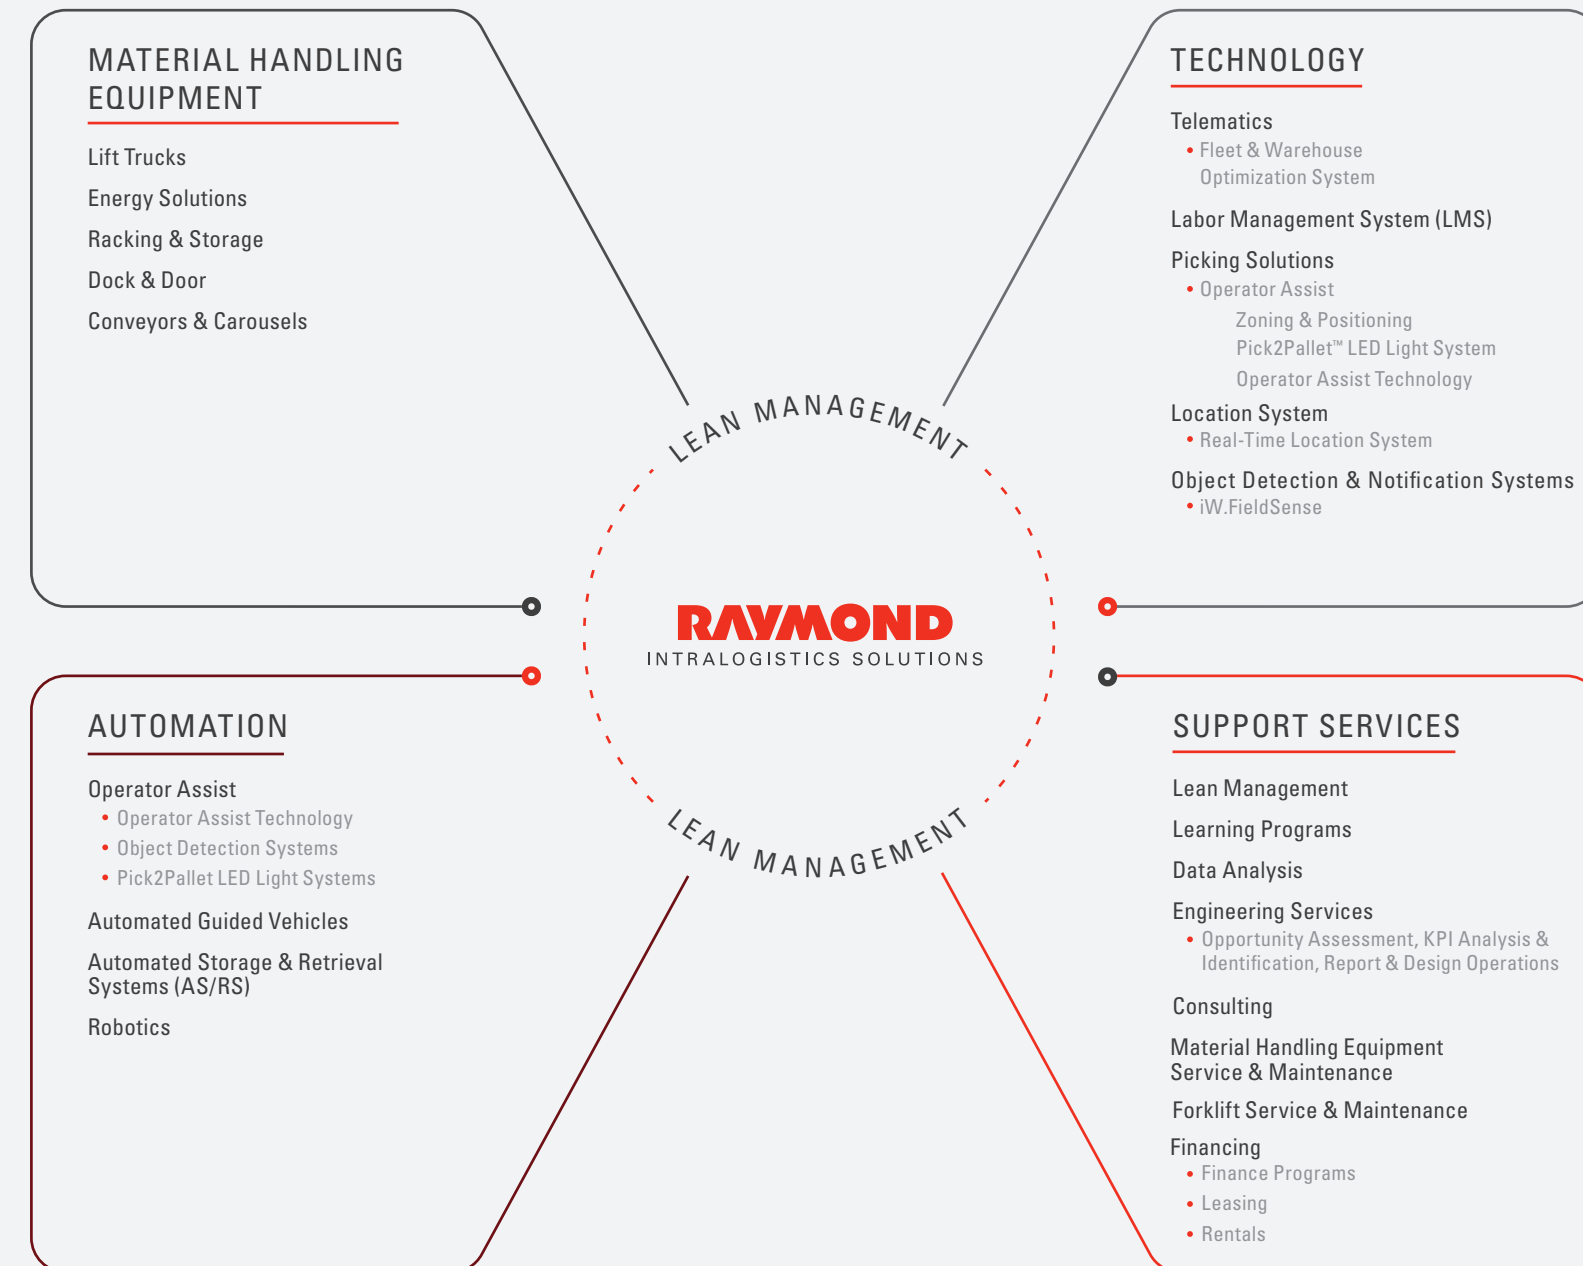 MATERIAL HANDLING
EQUIPMENT
Lift Trucks
Energy Solutions
Racking & Storage
Dock & Door
Conveyors & Carousels
TECHNOLOGY
Telematics
• Fleet & Warehouse
Optimization System
Labor Management System (LMS)
Picking Solutions
• Operator Assist
Zoning & Positioning
Pick2Pallet™ LED Light System
Operator Assist Technology
Location System
• Real-Time Location System
Object Detection & Notification Systems
• iW.FieldSense
LEAN MANAGEMENT
RAYMOND
INTRALOGISTICS SOLUTIONS
LEAN MANAGEMENT
AUTOMATION
Operator Assist
• Operator Assist Technology
• Object Detection Systems
• Pick2Pallet LED Light Systems
Automated Guided Vehicles
Automated Storage & Retrieval
Systems (AS/RS)
Robotics
SUPPORT SERVICES
Lean Management
Learning Programs
Data Analysis
Engineering Services
• Opportunity Assessment, KPI Analysis &
Identification, Report & Design Operations
Consulting
Material Handling Equipment
Service & Maintenance
Forklift Service & Maintenance
Financing
• Finance Programs
• Leasing
• Rentals